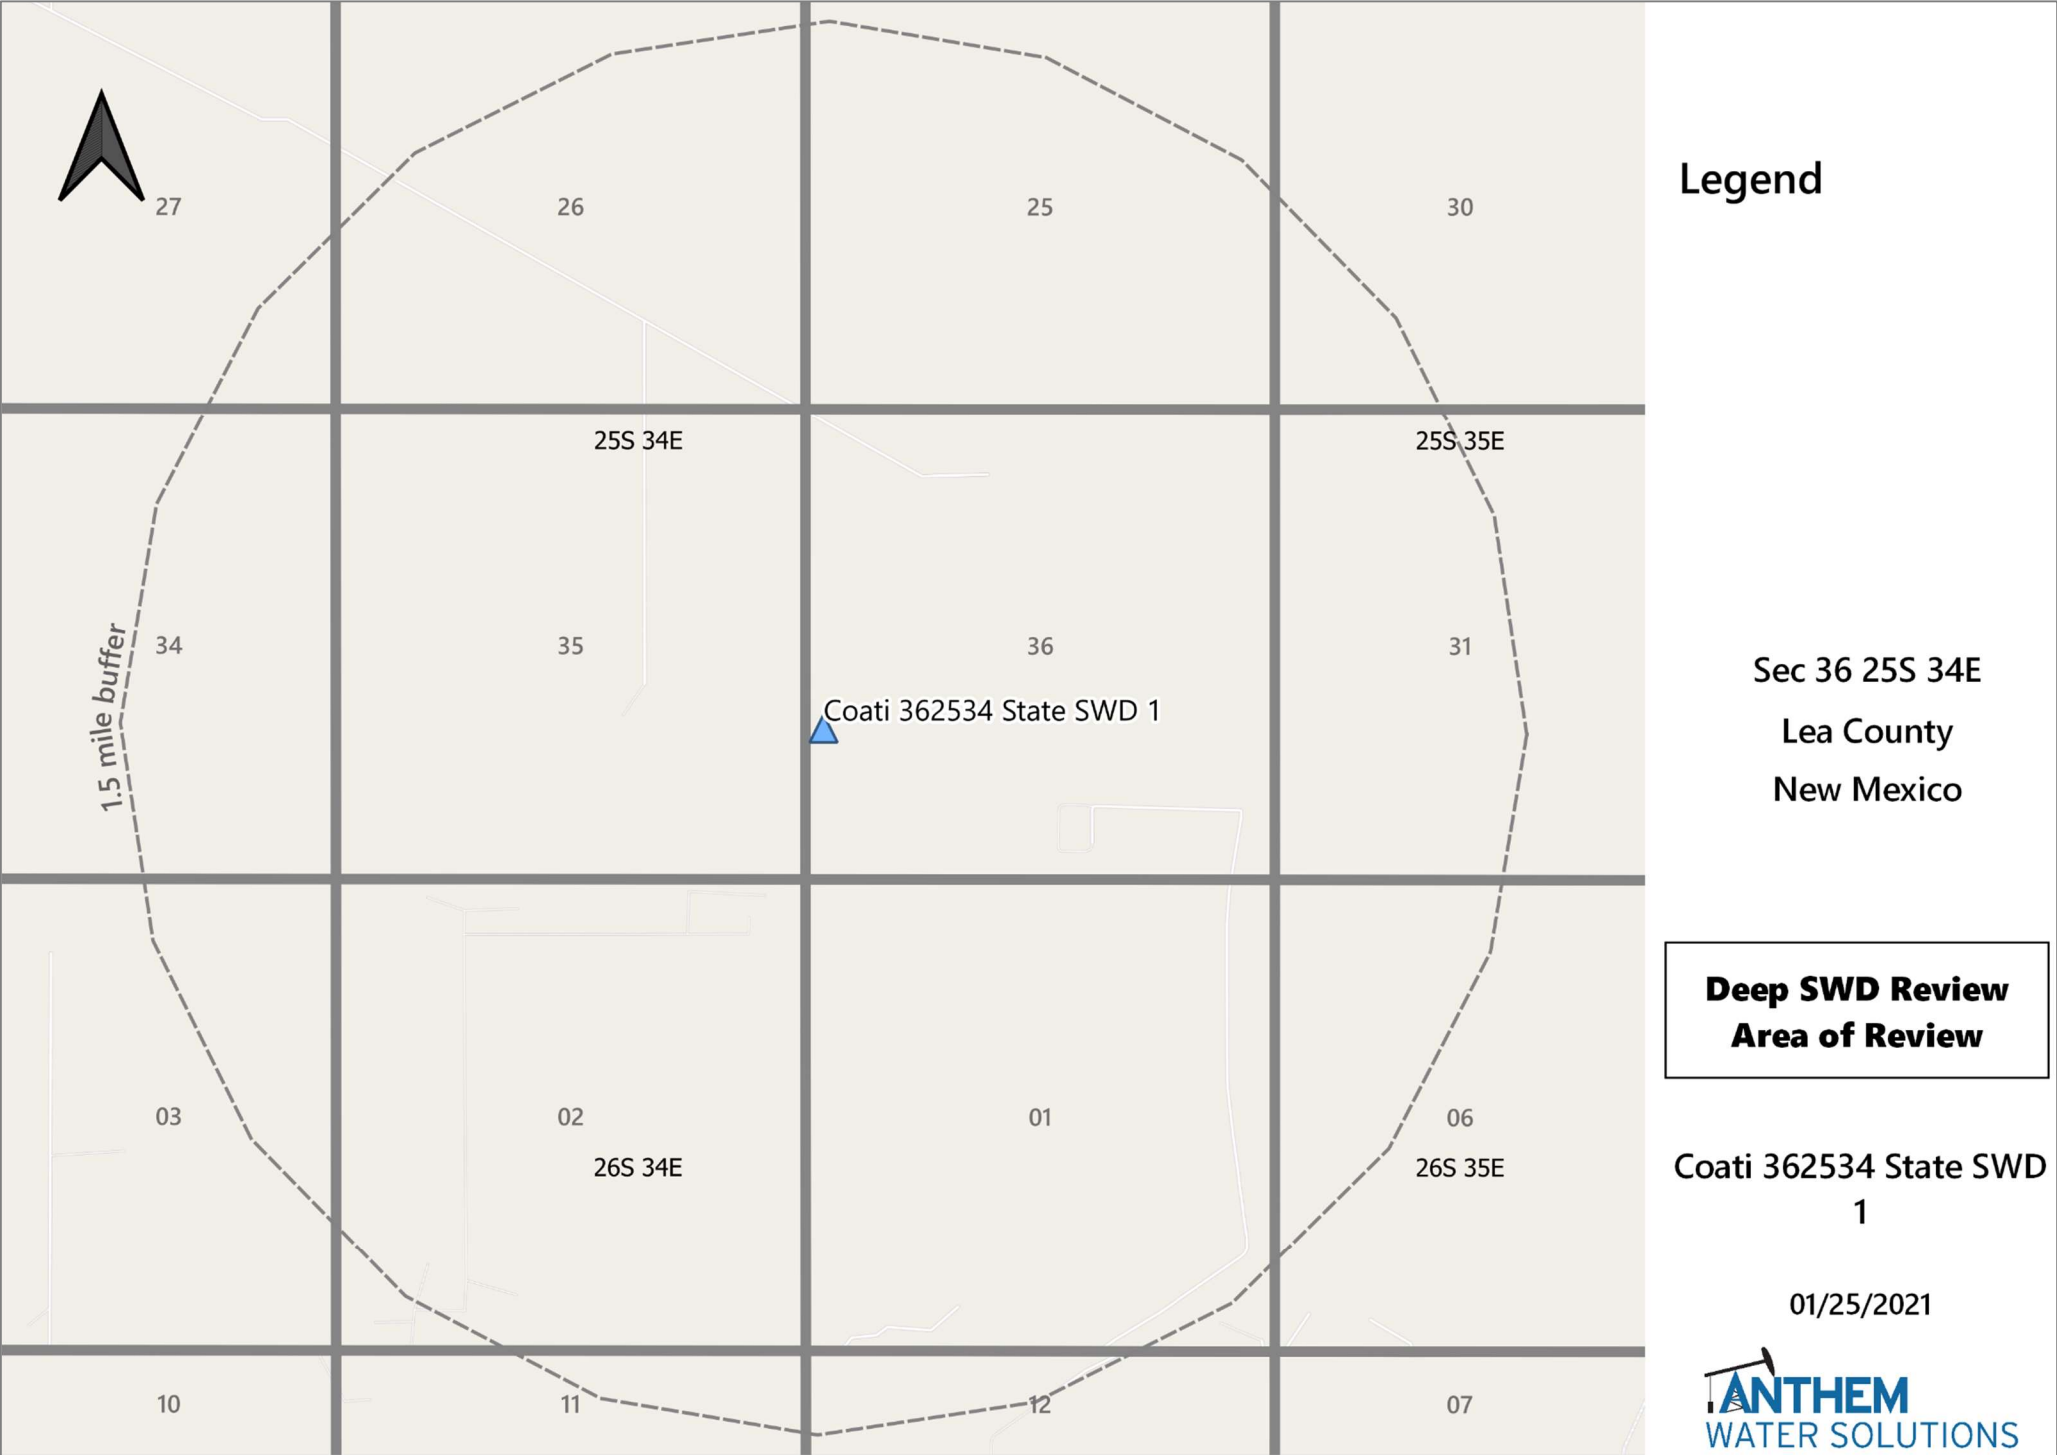 27
26
25
30
25S 34E
25S 35E
34
35
36
31
1.5 mile buffer
Coati 362534 State SWD 1
03
02
01
06
26S 34E
26S 35E
10
11
12
07
Legend
Sec 36 25S 34E
Lea County
New Mexico
Deep SWD Review
Area of Review
Coati 362534 State SWD
1
01/25/2021
ANTHEM
WATER SOLUTIONS